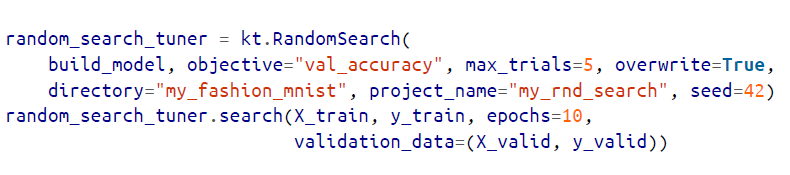 random_search_tuner = kt.RandomSearch(
    build_model, objective="val_accuracy", max_trials=5, overwrite=True,
    directory="my_fashion_mnist", project_name="my_rnd_search", seed=42)
random_search_tuner.search(X_train, y_train, epochs=10,
                           validation_data=(X_valid, y_valid))